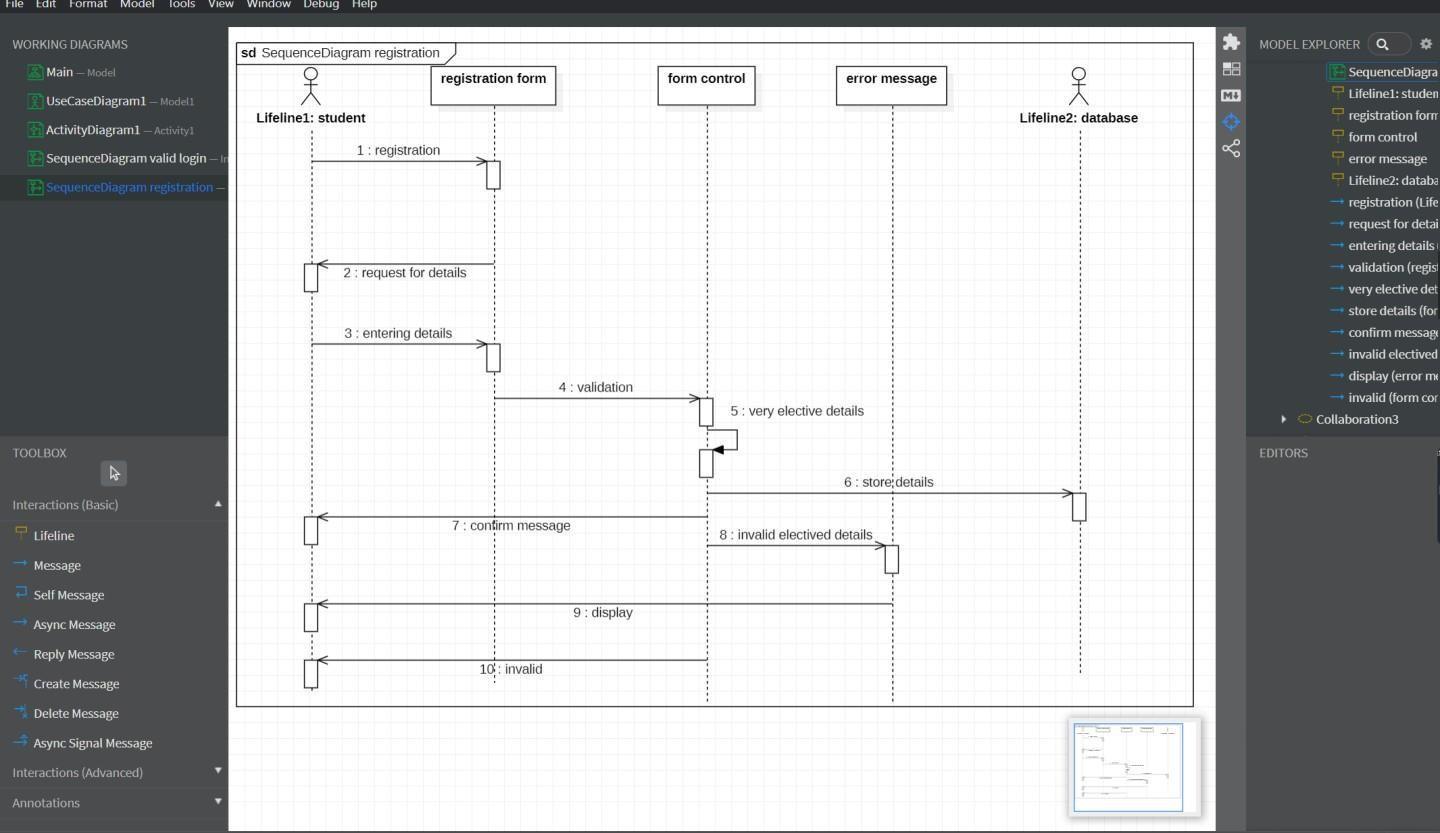 File Edit Format Model Tools View Window Debug Help
WORKING DIAGRAMS
Main — Model
UseCaseDiagram1 — Model1
ActivityDiagram1 — Activity1
SequenceDiagram valid login — In
SequenceDiagram registration —
TOOLBOX
Interactions (Basic)
Lifeline
Message
Self Message
Async Message
Reply Message
Create Message
Delete Message
Async Signal Message
Interactions (Advanced)
Annotations
sd SequenceDiagram registration
registration form
form control
error message
Lifeline1: student
Lifeline2: database
1 : registration
2 : request for details
3 : entering details
4 : validation
5 : very elective details
6 : store details
7 : confirm message
8 : invalid electived details
9 : display
10 : invalid
MODEL EXPLORER
SequenceDiagra
Lifeline1: studen
registration form
form control
error message
Lifeline2: databa
registration (Life
request for detai
entering details
validation (regist
very elective det
store details (for
confirm message
invalid electived
display (error me
invalid (form cor
Collaboration3
EDITORS